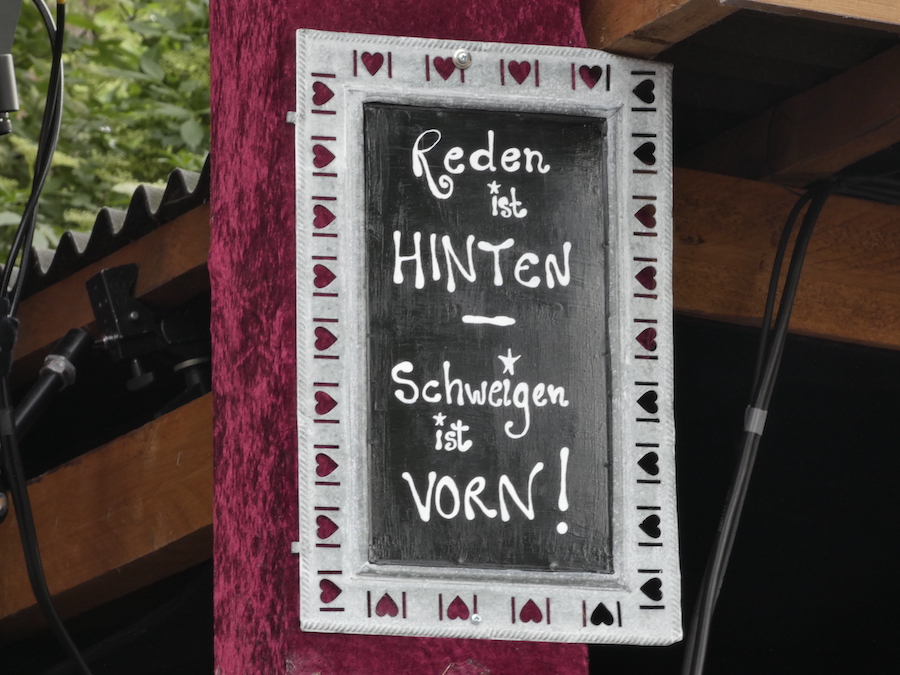 Reden
ist
HINTEN
–
Schweigen
ist
VORN!